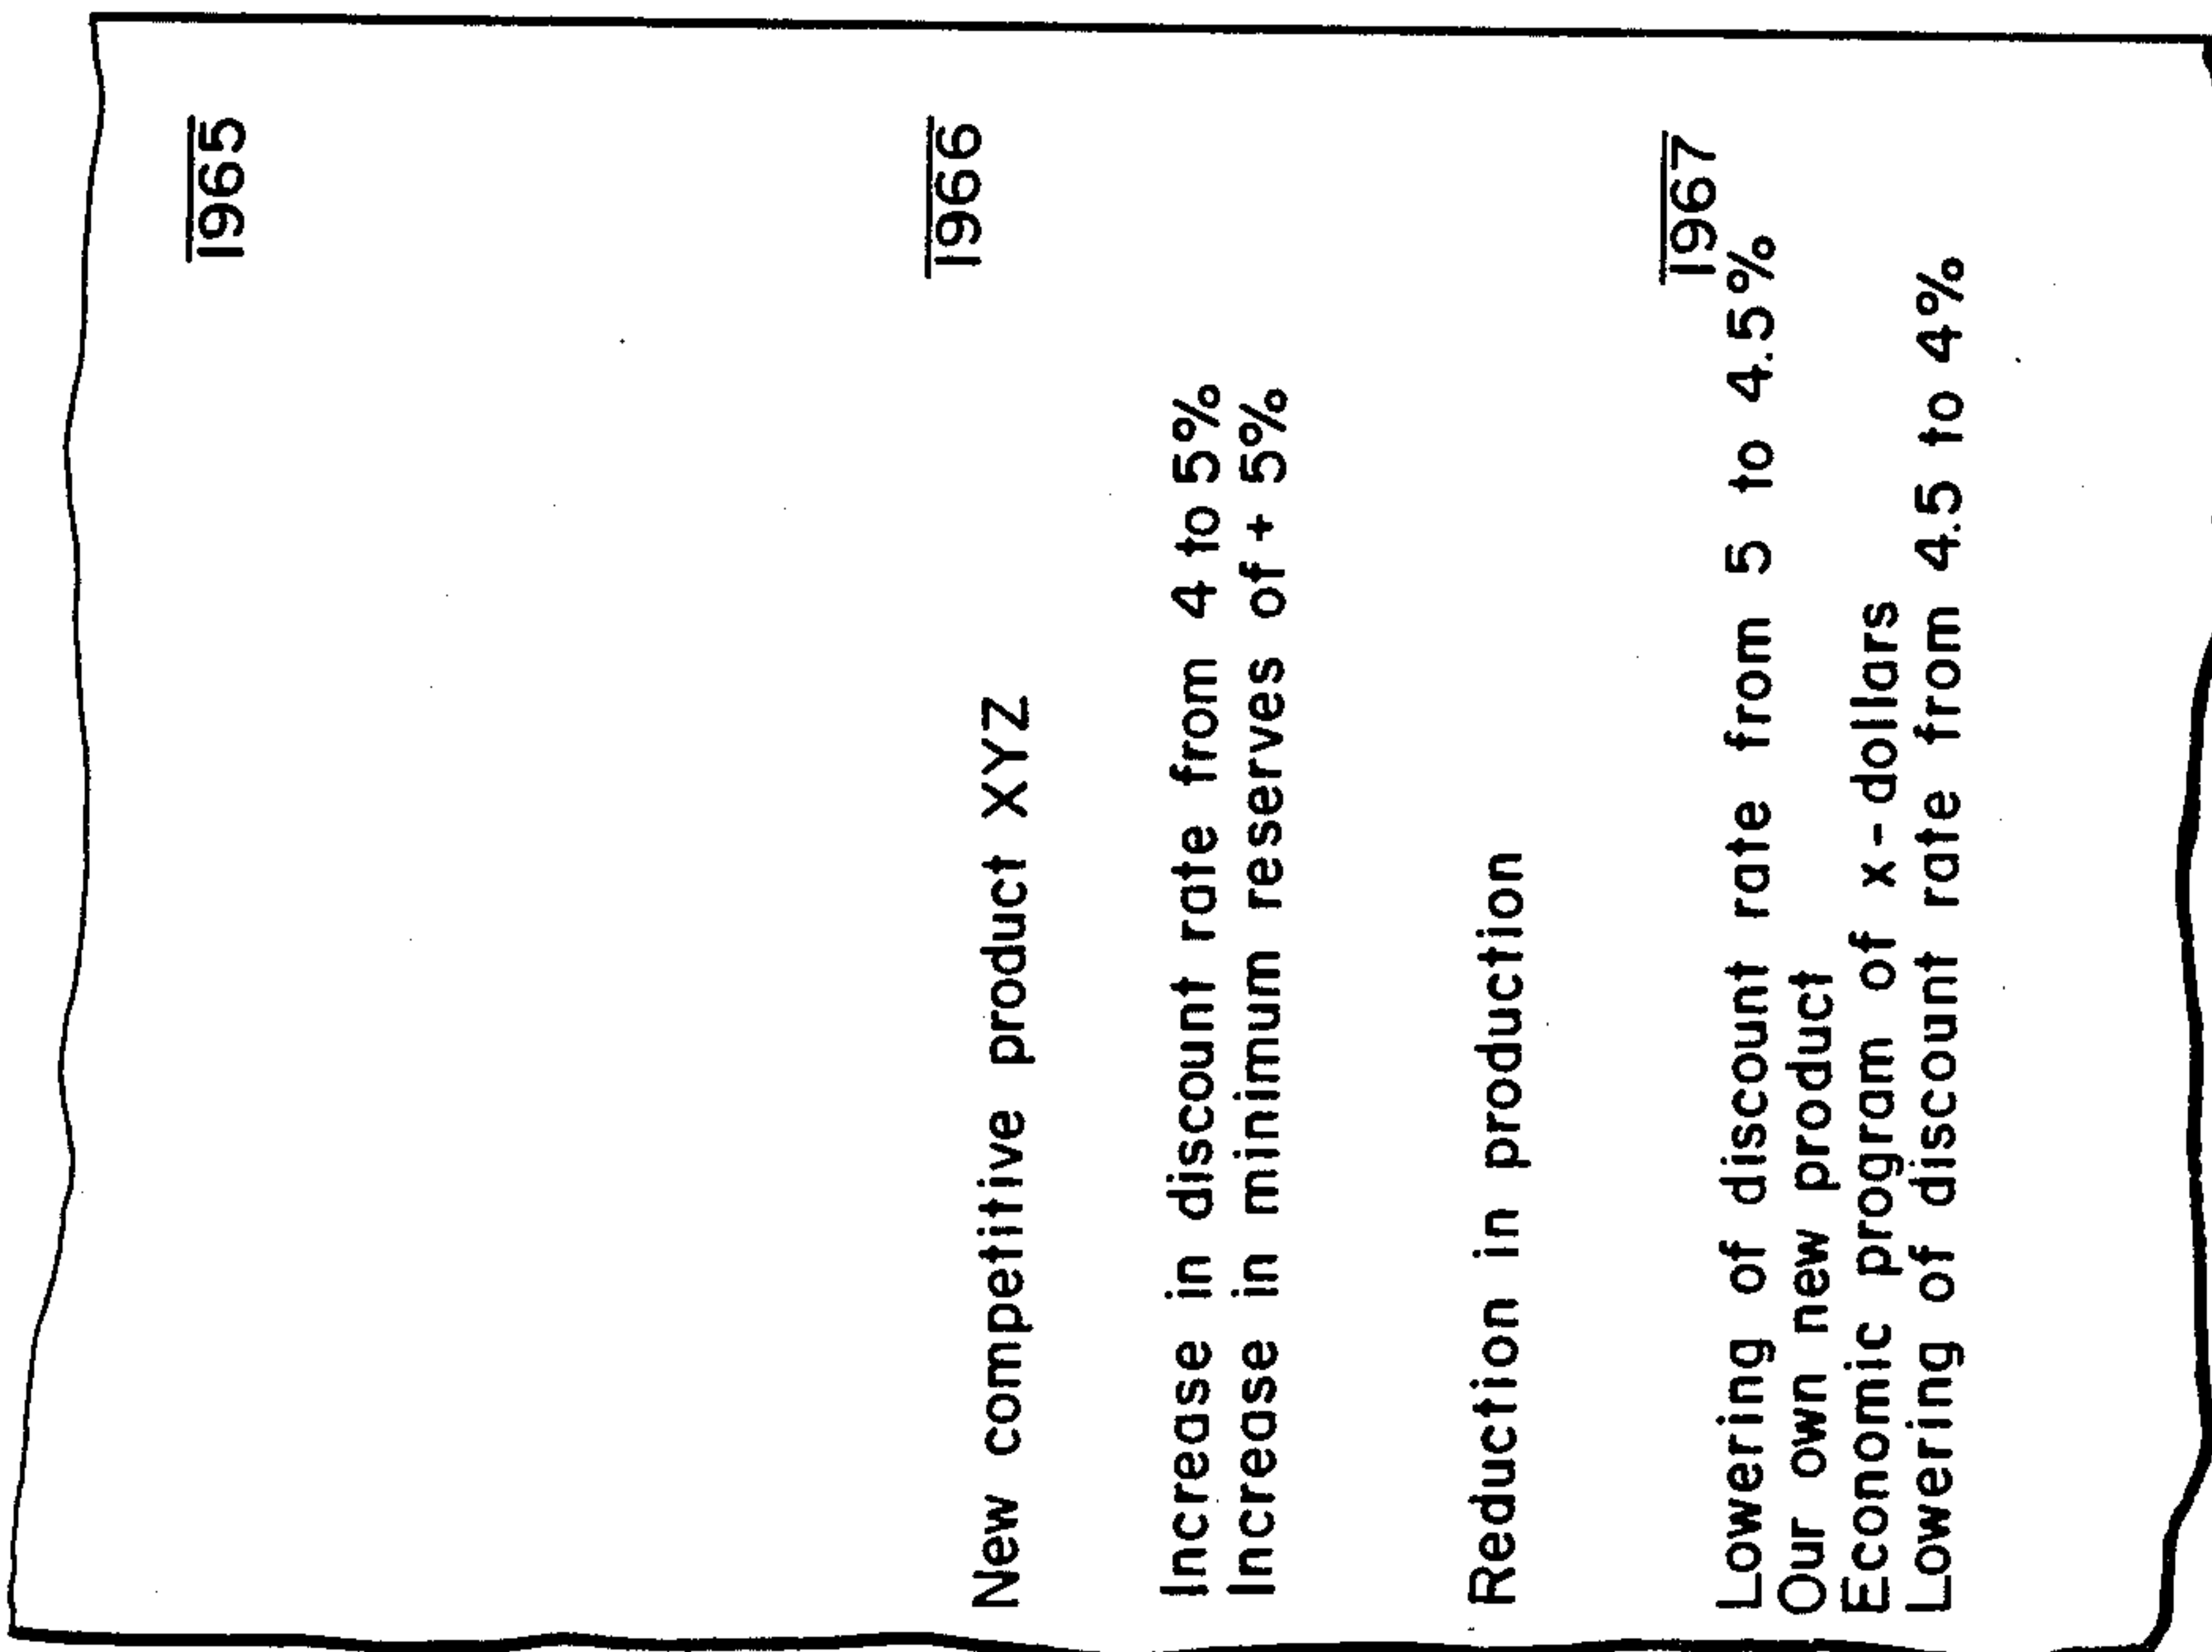 1965
1966
New competitive product XYZ
Increase in discount rate from 4 to 5%
Increase in minimum reserves of + 5%
Reduction in production
1967
Lowering of discount rate from 5 to 4.5%
Our own new product
Economic program of x-dollars
Lowering of discount rate from 4.5 to 4%